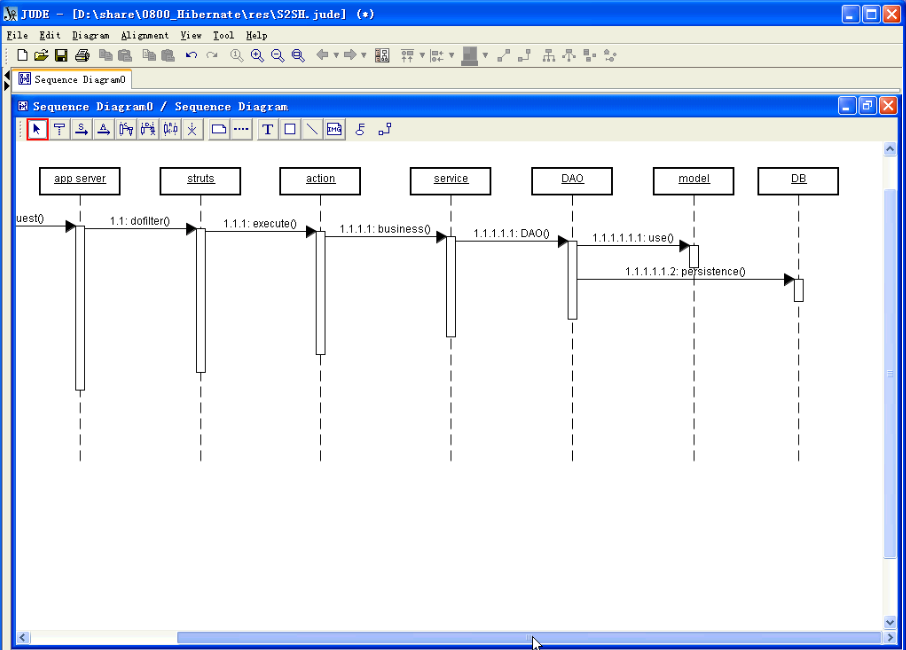 JUDE - [D:\share\0800_Hibernate\res\S2SH.jude] (*)
File Edit Diagram Alignment View Tool Help
Sequence Diagram0
Sequence Diagram0 / Sequence Diagram
T
IMG
app server struts action service DAO model DB
uest() 1.1: dofilter() 1.1.1: execute() 1.1.1.1: business() 1.1.1.1.1: DAO() 1.1.1.1.1.1: use()
1.1.1.1.1.2: persistence()